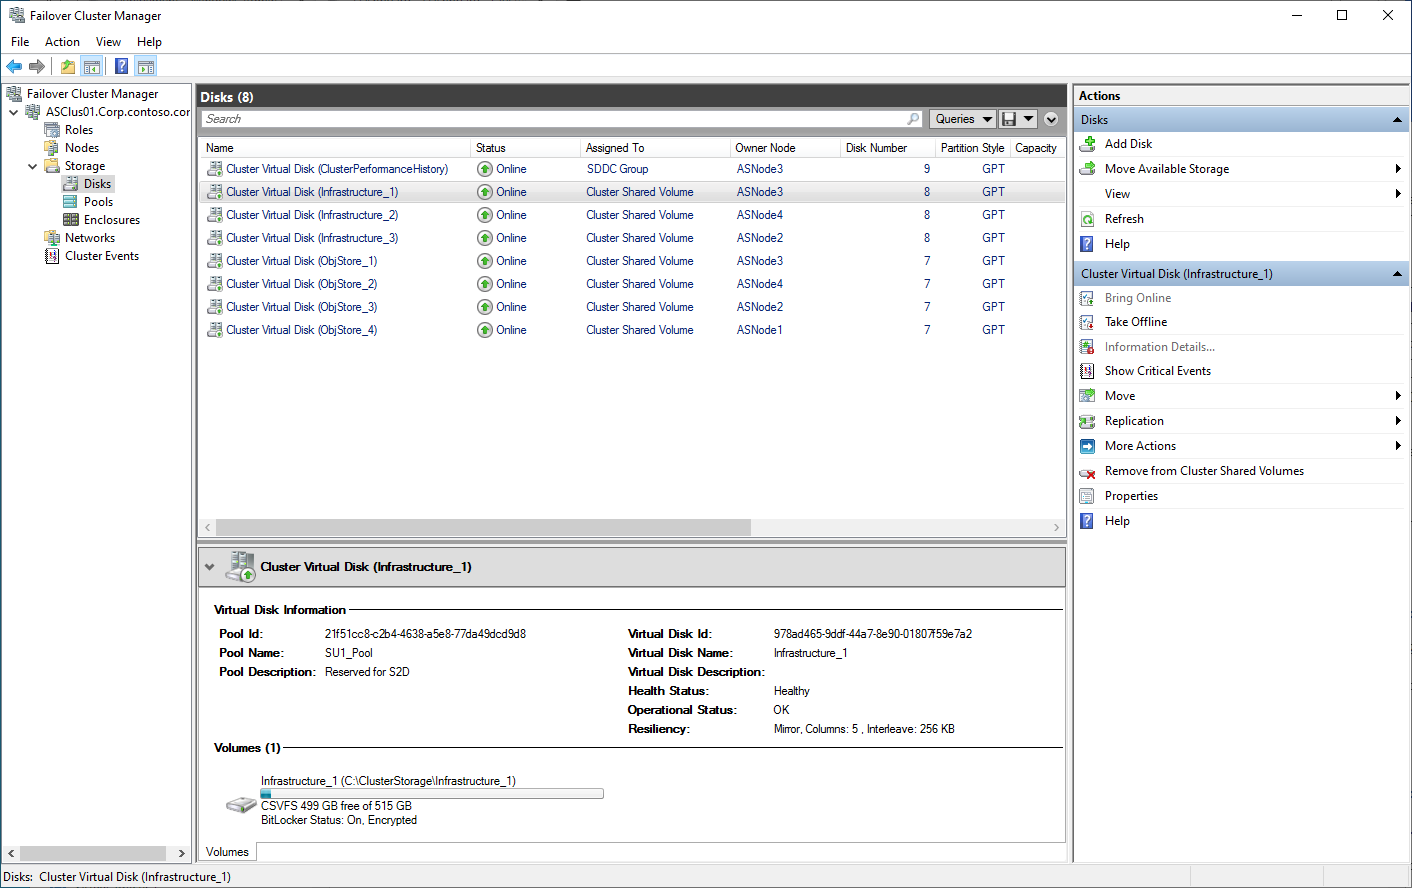 Failover Cluster Manager
File Action View Help
Failover Cluster Manager
ASClus01.Corp.contoso.cor
Roles
Nodes
Storage
Disks
Pools
Enclosures
Networks
Cluster Events
Disks (8)
Search
Queries
Name Status Assigned To Owner Node Disk Number Partition Style Capacity
Cluster Virtual Disk (ClusterPerformanceHistory) Online SDDC Group ASNode3 9 GPT
Cluster Virtual Disk (Infrastructure_1) Online Cluster Shared Volume ASNode3 8 GPT
Cluster Virtual Disk (Infrastructure_2) Online Cluster Shared Volume ASNode4 8 GPT
Cluster Virtual Disk (Infrastructure_3) Online Cluster Shared Volume ASNode2 8 GPT
Cluster Virtual Disk (ObjStore_1) Online Cluster Shared Volume ASNode3 7 GPT
Cluster Virtual Disk (ObjStore_2) Online Cluster Shared Volume ASNode4 7 GPT
Cluster Virtual Disk (ObjStore_3) Online Cluster Shared Volume ASNode2 7 GPT
Cluster Virtual Disk (ObjStore_4) Online Cluster Shared Volume ASNode1 7 GPT
Cluster Virtual Disk (Infrastructure_1)
Virtual Disk Information
Pool Id: 21f51cc8-c2b4-4638-a5e8-77da49dcd9d8
Pool Name: SU1_Pool
Pool Description: Reserved for S2D
Virtual Disk Id: 978ad465-9ddf-44a7-8e90-01807f59e7a2
Virtual Disk Name: Infrastructure_1
Virtual Disk Description:
Health Status: Healthy
Operational Status: OK
Resiliency: Mirror, Columns: 5 , Interleave: 256 KB
Volumes (1)
Infrastructure_1 (C:\ClusterStorage\Infrastructure_1)
CSVFS 499 GB free of 515 GB
BitLocker Status: On, Encrypted
Volumes
Actions
Disks
Add Disk
Move Available Storage
View
Refresh
Help
Cluster Virtual Disk (Infrastructure_1)
Bring Online
Take Offline
Information Details...
Show Critical Events
Move
Replication
More Actions
Remove from Cluster Shared Volumes
Properties
Help
Disks: Cluster Virtual Disk (Infrastructure_1)